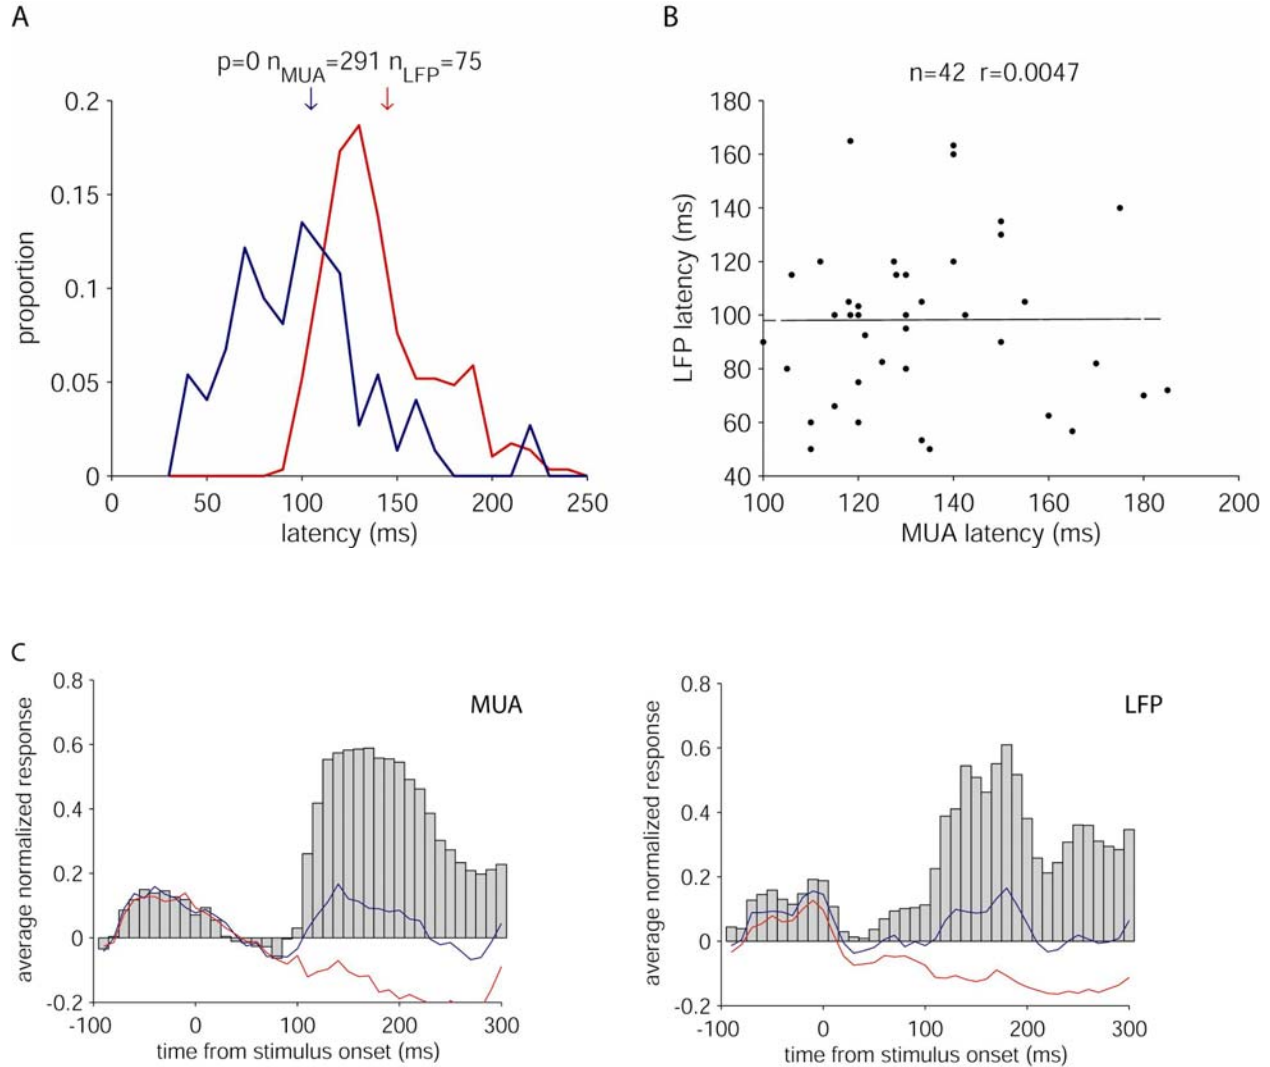 A
p=0 nMUA=291 nLFP=75
0.2
0.15
0.1
0.05
0
proportion
0 50 100 150 200 250
latency (ms)
B
n=42 r=0.0047
180
160
140
120
100
80
60
40
LFP latency (ms)
100 120 140 160 180 200
MUA latency (ms)
C
MUA
0.8
0.6
0.4
0.2
0
-0.2
average normalized response
-100 0 100 200 300
time from stimulus onset (ms)
LFP
0.8
0.6
0.4
0.2
0
-0.2
average normalized response
-100 0 100 200 300
time from stimulus onset (ms)